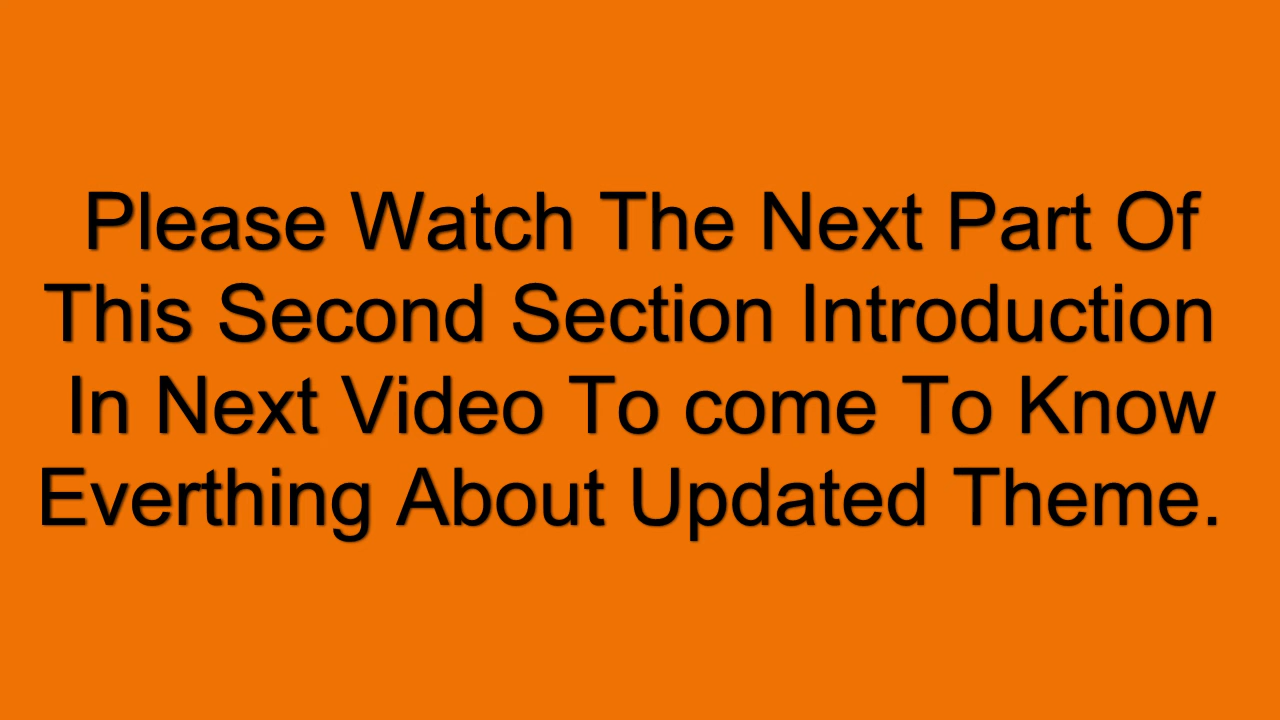 Please Watch The Next Part Of
This Second Section Introduction
In Next Video To come To Know
Everthing About Updated Theme.